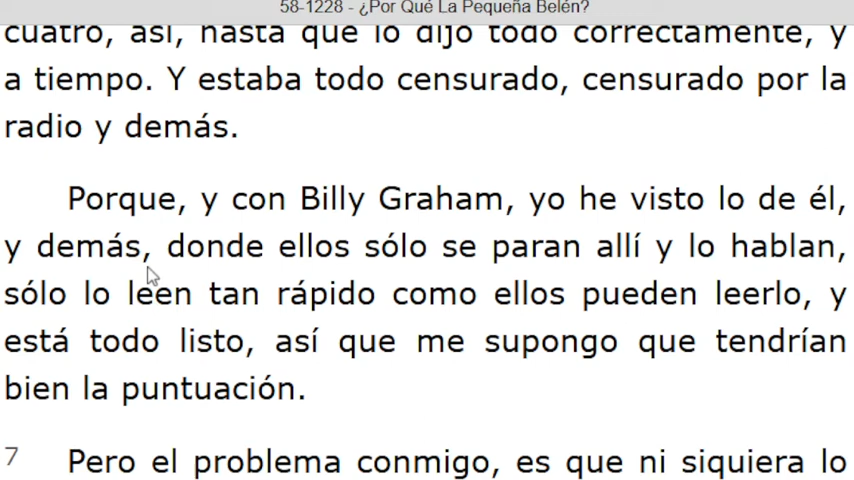 58-1228 - ¿Por Qué La Pequeña Belén?
cuatro, así, hasta que lo dijo todo correctamente, y
a tiempo. Y estaba todo censurado, censurado por la
radio y demás.
Porque, y con Billy Graham, yo he visto lo de él,
y demás, donde ellos sólo se paran allí y lo hablan,
sólo lo leen tan rápido como ellos pueden leerlo, y
está todo listo, así que me supongo que tendrían
bien la puntuación.
7 Pero el problema conmigo, es que ni siquiera lo